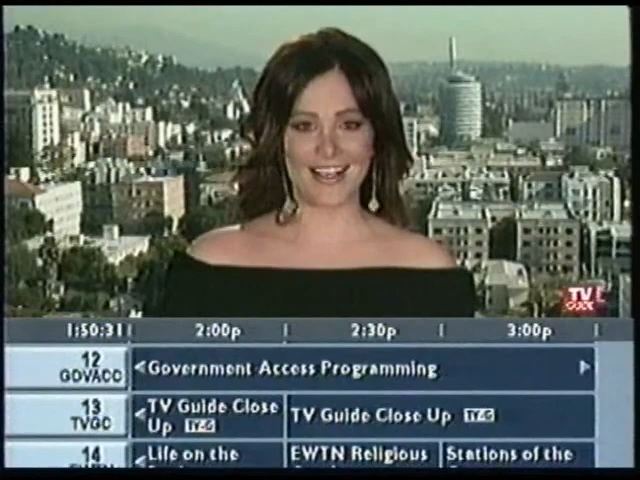 TV
GUIDE
1:50:31 2:00p 2:30p 3:00p
12
GOVACC
Government Access Programming
13
TVGC
TV Guide Close
Up TV-G
TV Guide Close Up TV-G
14
Life on the
EWTN Religious
Stations of the